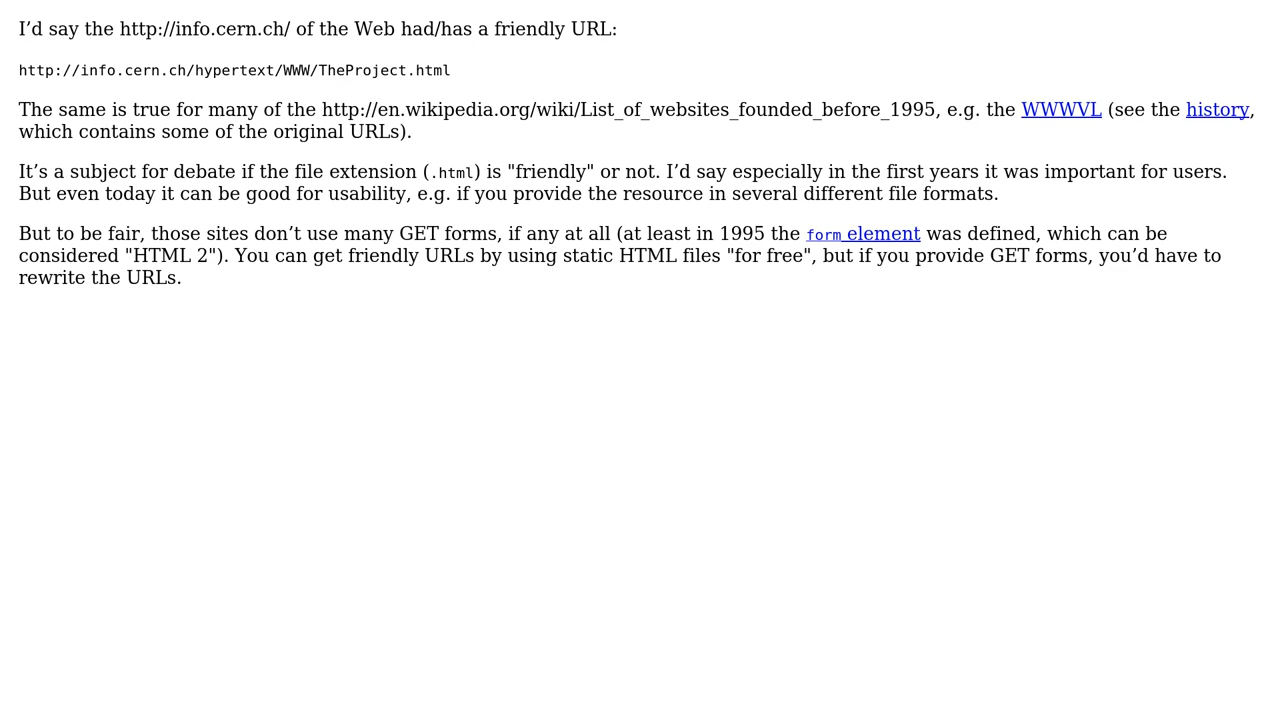 I’d say the http://info.cern.ch/ of the Web had/has a friendly URL:
http://info.cern.ch/hypertext/WWW/TheProject.html
The same is true for many of the http://en.wikipedia.org/wiki/List_of_websites_founded_before_1995, e.g. the WWWVL (see the history,
which contains some of the original URLs).
It’s a subject for debate if the file extension (.html) is "friendly" or not. I’d say especially in the first years it was important for users.
But even today it can be good for usability, e.g. if you provide the resource in several different file formats.
But to be fair, those sites don’t use many GET forms, if any at all (at least in 1995 the form element was defined, which can be
considered "HTML 2"). You can get friendly URLs by using static HTML files "for free", but if you provide GET forms, you’d have to
rewrite the URLs.